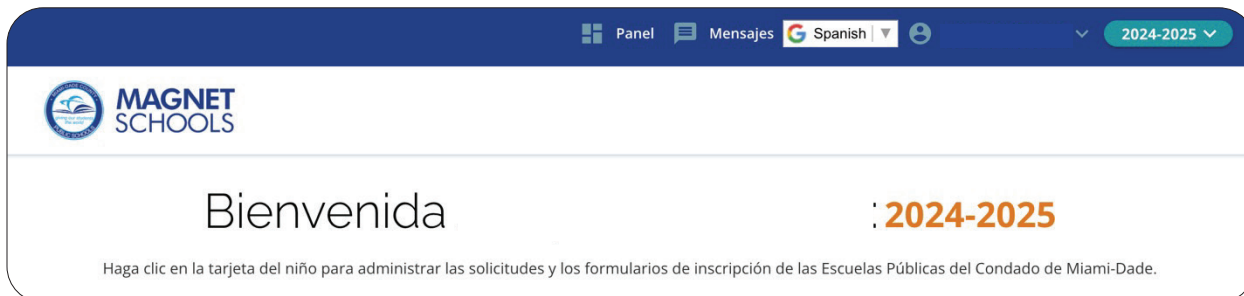 Panel Mensajes Spanish 2024-2025
MAGNET
SCHOOLS
Bienvenida : 2024-2025
Haga clic en la tarjeta del niño para administrar las solicitudes y los formularios de inscripción de las Escuelas Públicas del Condado de Miami-Dade.